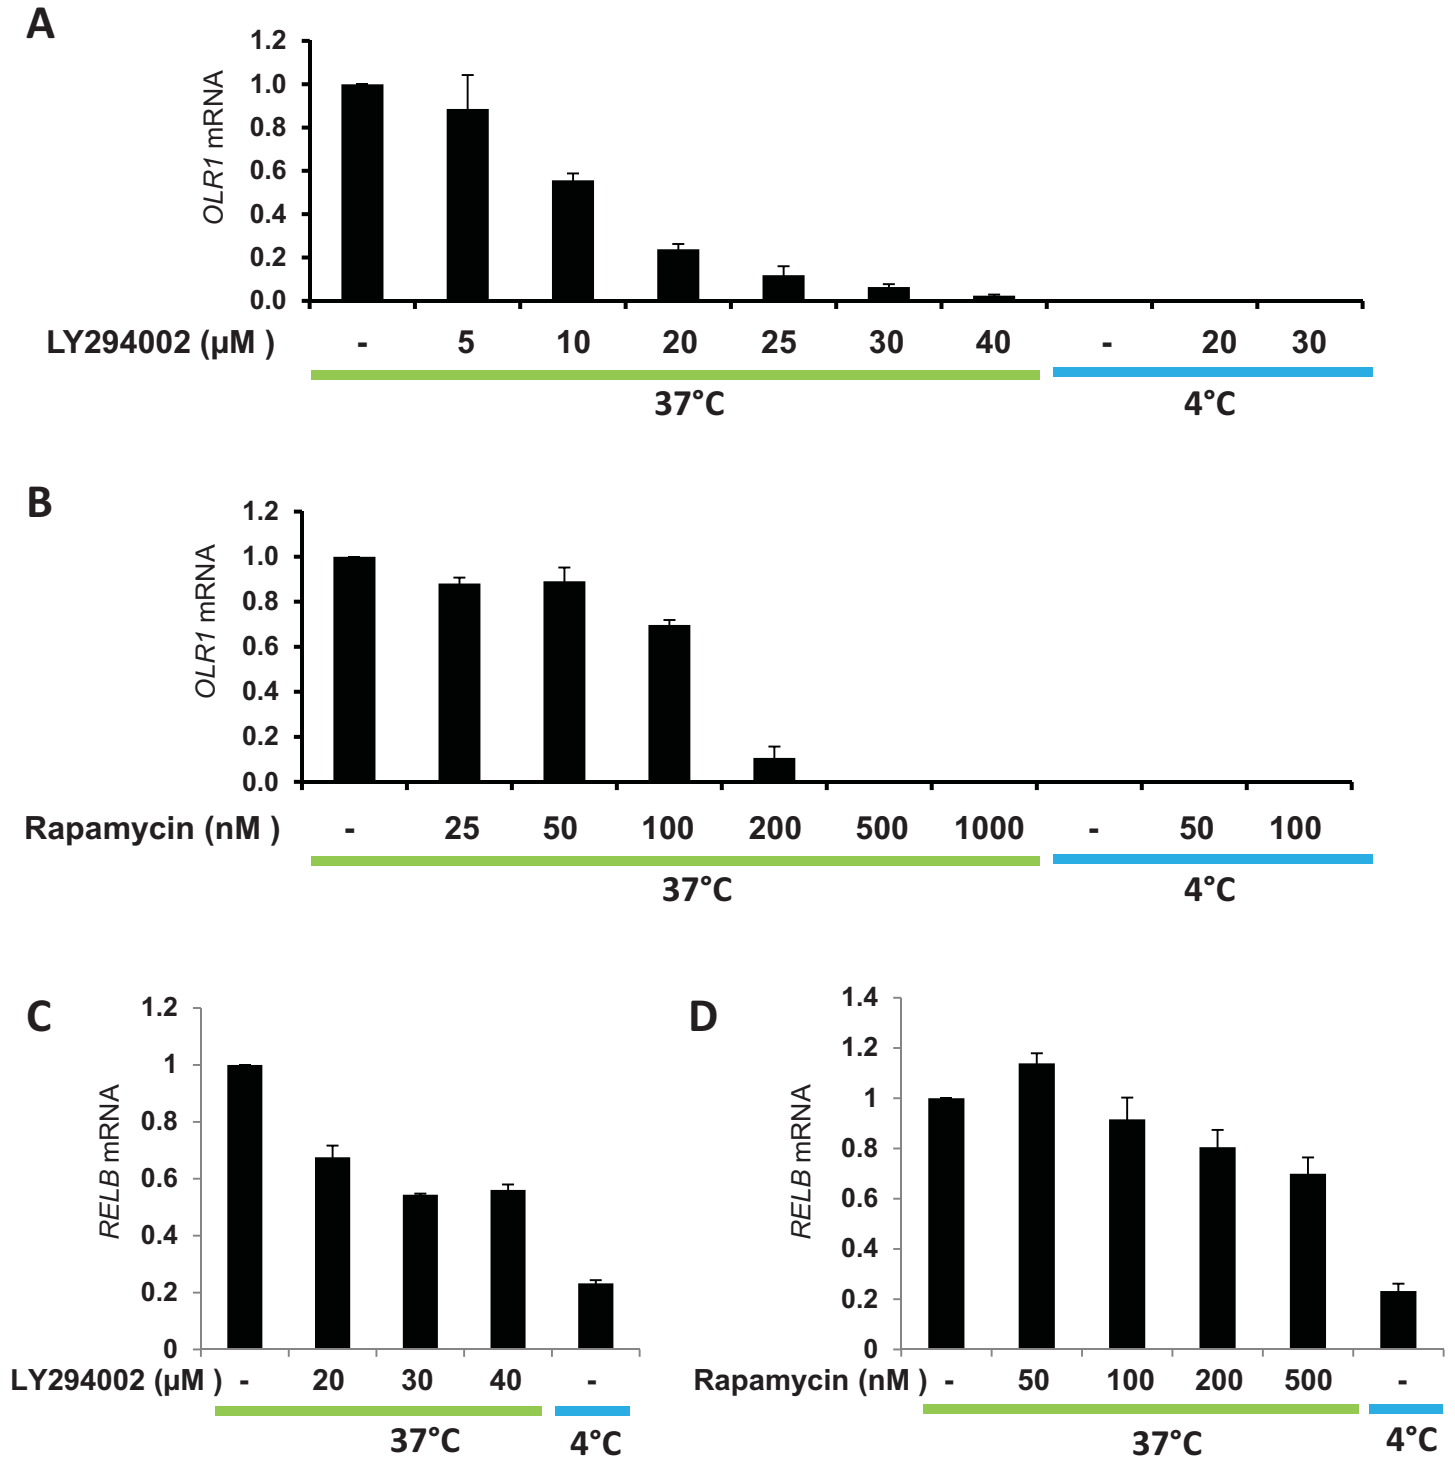 A
1.2
1.0
0.8
0.6
0.4
0.2
0.0
OLR1 mRNA
LY294002 (μM ) - 5 10 20 25 30 40 - 20 30
37°C 4°C
B
1.2
1.0
0.8
0.6
0.4
0.2
0.0
OLR1 mRNA
Rapamycin (nM ) - 25 50 100 200 500 1000 - 50 100
37°C 4°C
C
1.2
1
0.8
0.6
0.4
0.2
0
RELB mRNA
LY294002 (μM ) - 20 30 40 -
37°C 4°C
D
1.4
1.2
1
0.8
0.6
0.4
0.2
0
RELB mRNA
Rapamycin (nM ) - 50 100 200 500 -
37°C 4°C